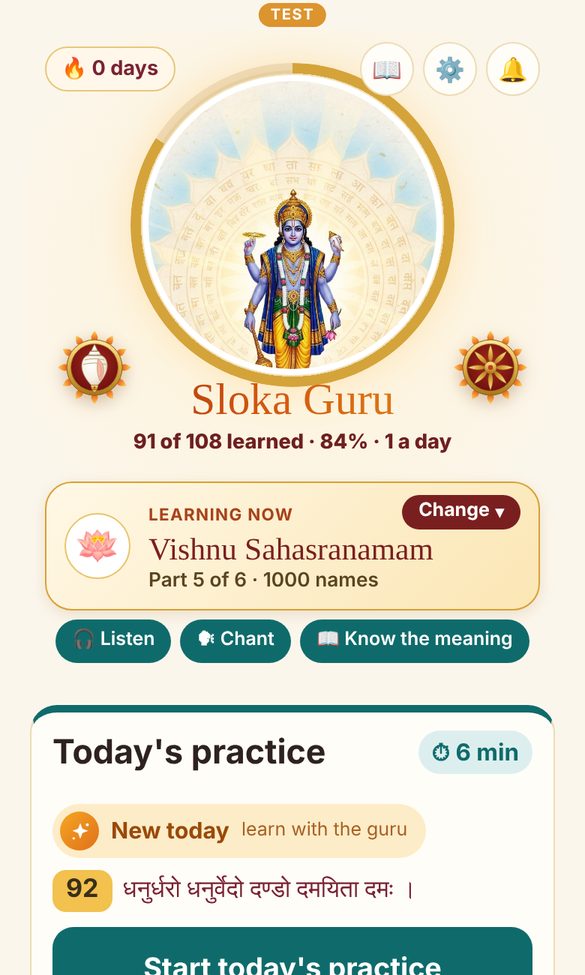 TEST
🔥 0 days
Sloka Guru
91 of 108 learned · 84% · 1 a day
LEARNING NOW
Change ▾
Vishnu Sahasranamam
Part 5 of 6 · 1000 names
🎧 Listen
🗣 Chant
📖 Know the meaning
Today's practice
⏱ 6 min
New today learn with the guru
92 धनुर्धरो धनुर्वेदो दण्डो दमयिता दमः ।
Start today's practice